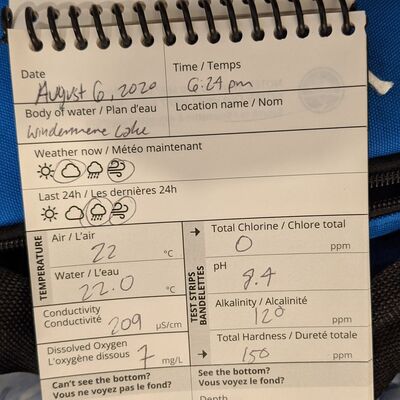 Date
August 6, 2020
Time / Temps
6:24 pm
Body of water / Plan d'eau
Windermere Lake
Location name / Nom
Weather now / Météo maintenant
Last 24h / Les dernières 24h
TEMPERATURE
Air / L'air
22 °C
Water / L'eau
22.0 °C
Conductivity
Conductivité
209 µS/cm
Dissolved Oxygen
L'oxygène dissous
7 mg/L
Can't see the bottom?
Vous ne voyez pas le fond?
TEST STRIPS
BANDELETTES
Total Chlorine / Chlore total
0 ppm
pH
8.4
Alkalinity / Alcalinité
120 ppm
Total Hardness / Dureté totale
150 ppm
See the bottom?
Vous voyez le fond?
Depth